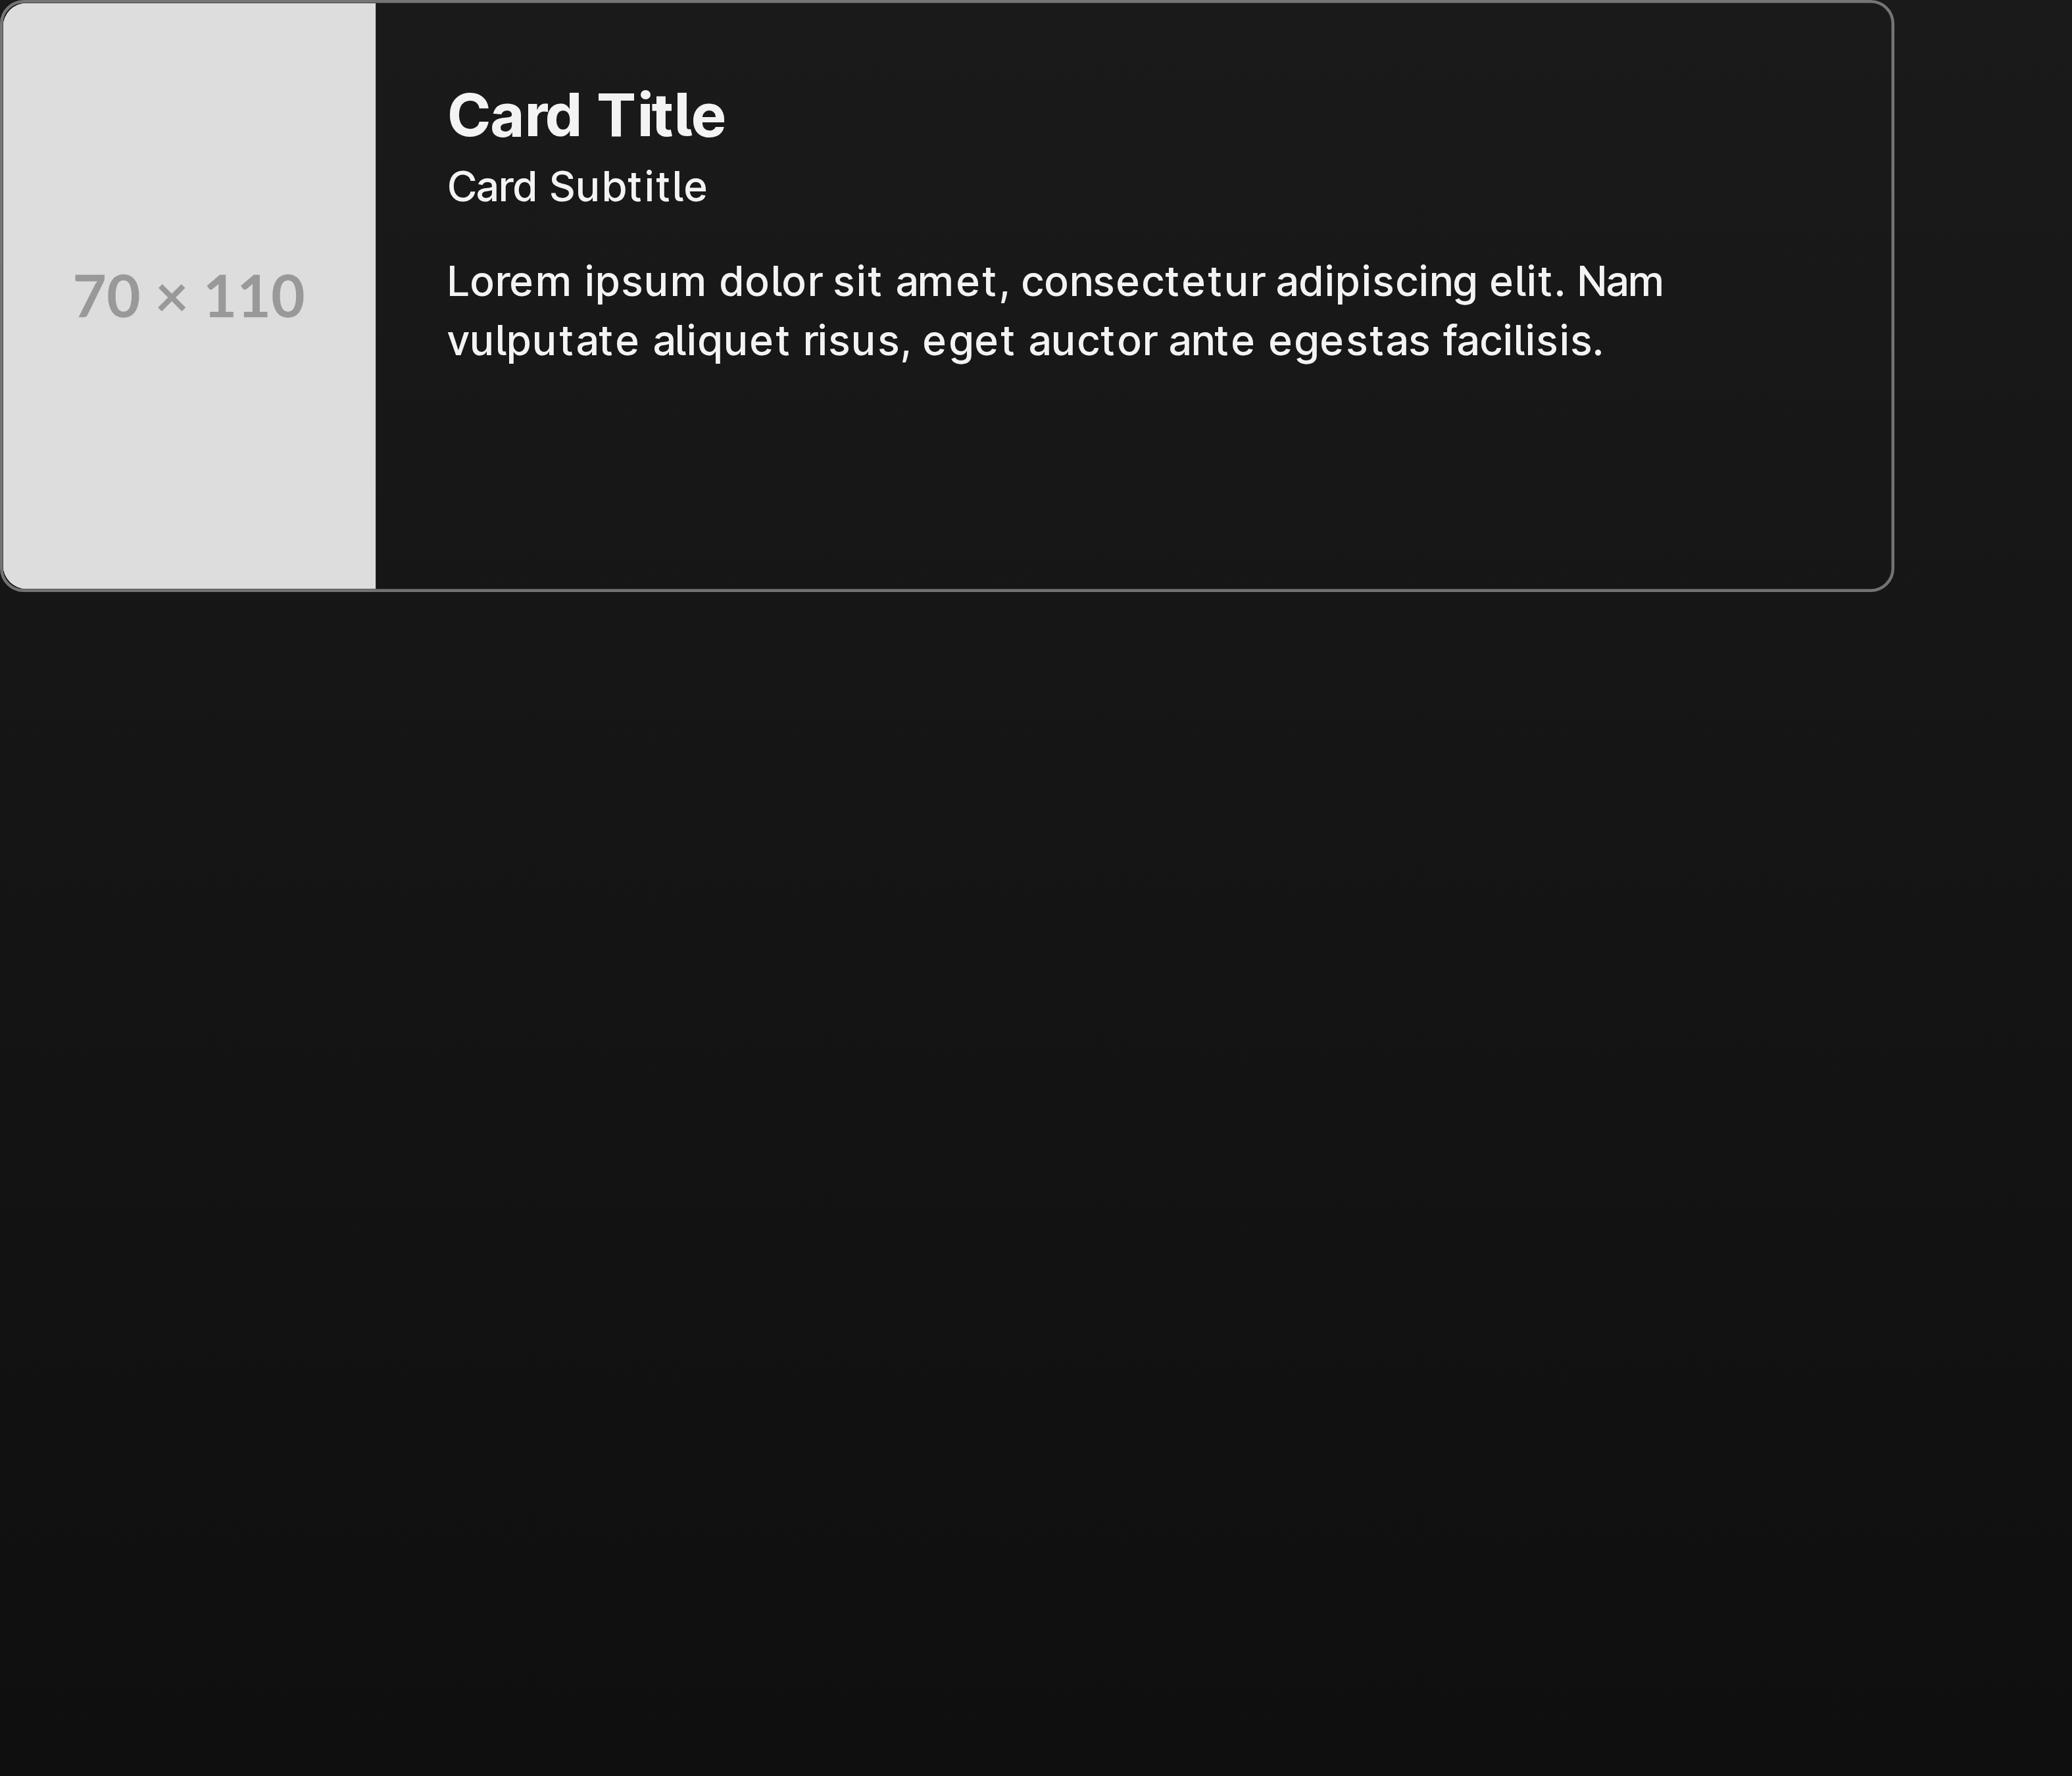 70 × 110
Card Title
Card Subtitle
Lorem ipsum dolor sit amet, consectetur adipiscing elit. Nam
vulputate aliquet risus, eget auctor ante egestas facilisis.